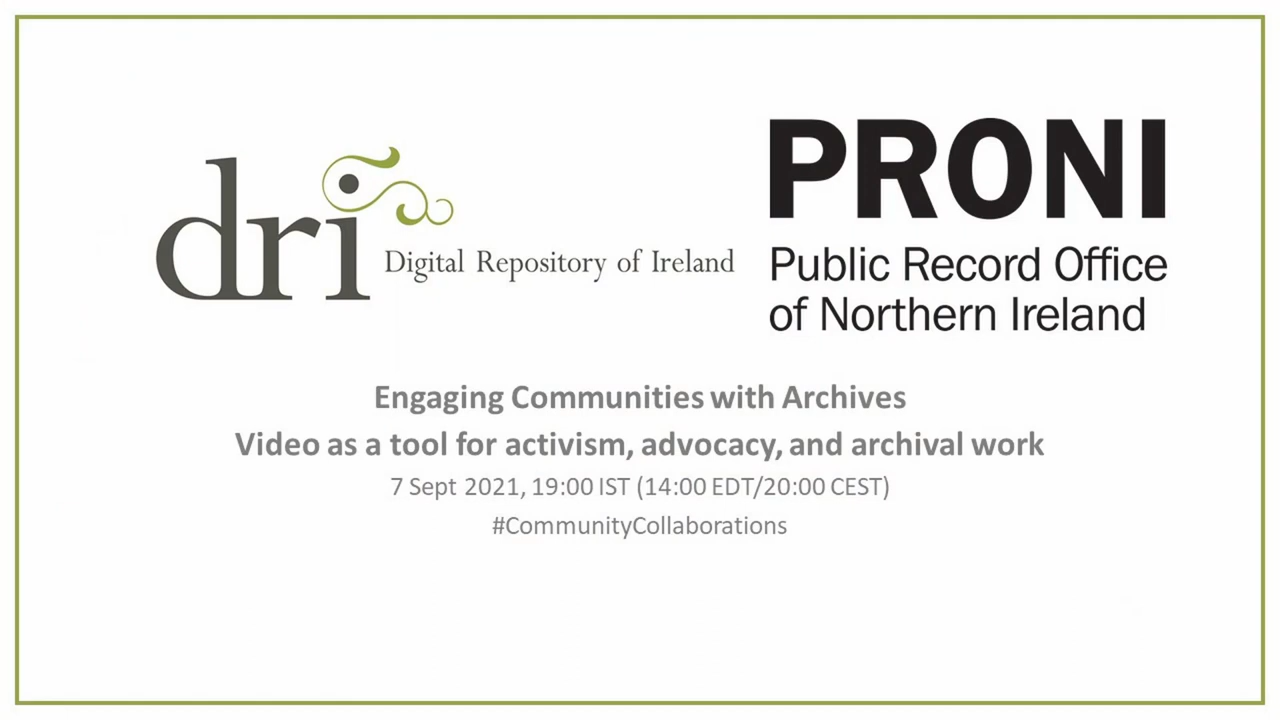 dri Digital Repository of Ireland
PRONI
Public Record Office
of Northern Ireland
Engaging Communities with Archives
Video as a tool for activism, advocacy, and archival work
7 Sept 2021, 19:00 IST (14:00 EDT/20:00 CEST)
#CommunityCollaborations